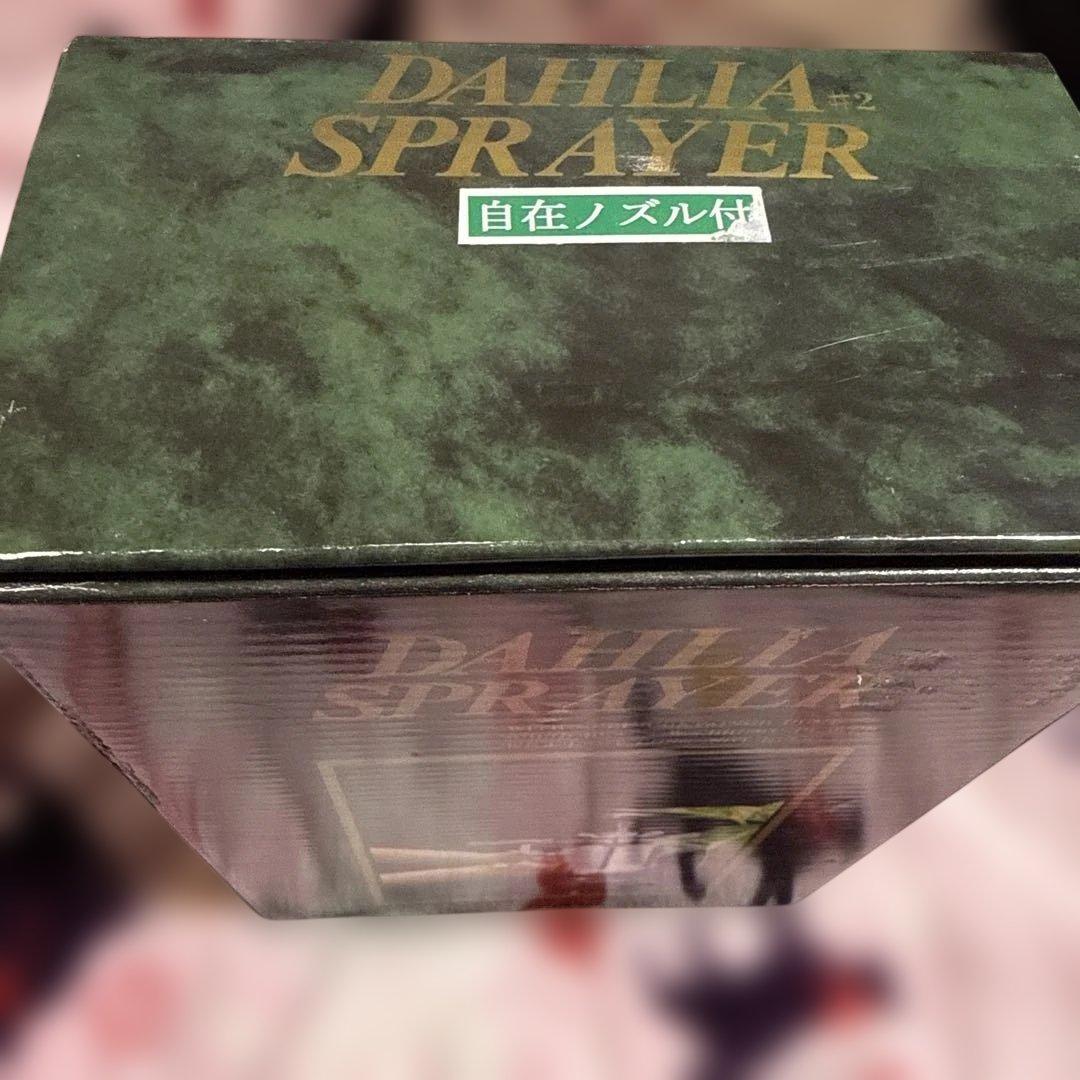 DAHLIA #2
SPRAYER
自在ノズル付
DAHLIA
SPRAYER